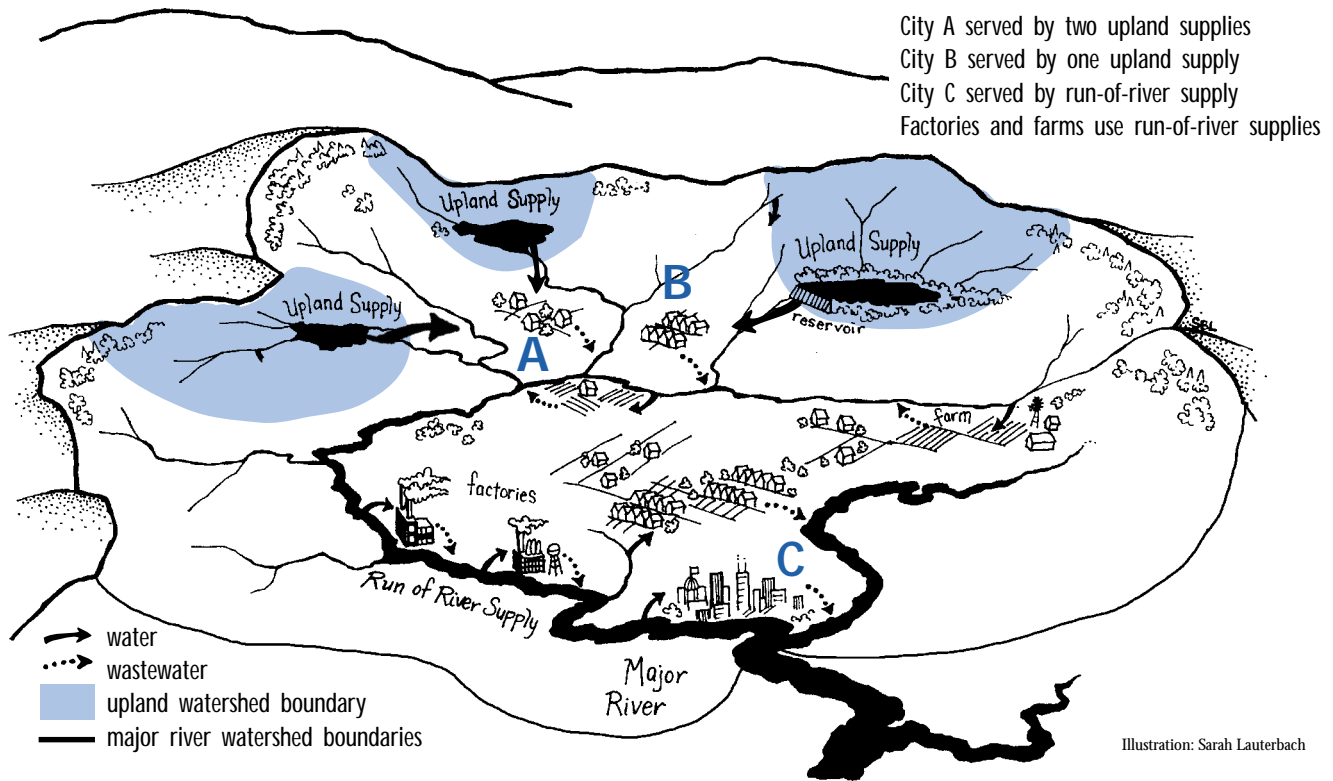 City A served by two upland supplies
City B served by one upland supply
City C served by run-of-river supply
Factories and farms use run-of-river supplies
Upland Supply
Upland Supply
B
Upland Supply
reservoir
A
farm
factories
C
Run of River Supply
Major
River
water
wastewater
upland watershed boundary
major river watershed boundaries
Illustration: Sarah Lauterbach